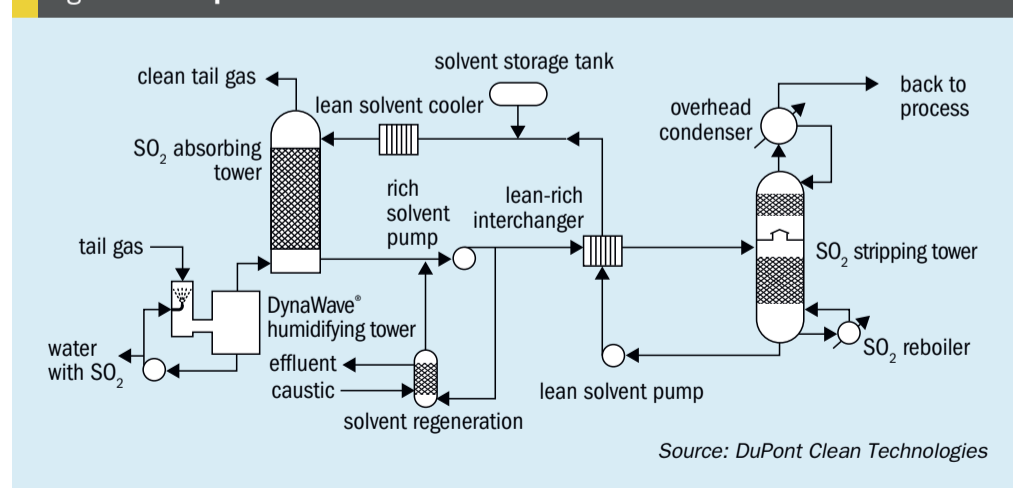 solvent storage tank
clean tail gas
lean solvent cooler
back to
process
overhead
condenser
SO₂ absorbing
tower
rich
solvent
pump
lean-rich
interchanger
tail gas
SO₂ stripping tower
DynaWave®
humidifying tower
water
with SO₂
effluent
caustic
SO₂ reboiler
lean solvent pump
solvent regeneration
Source: DuPont Clean Technologies